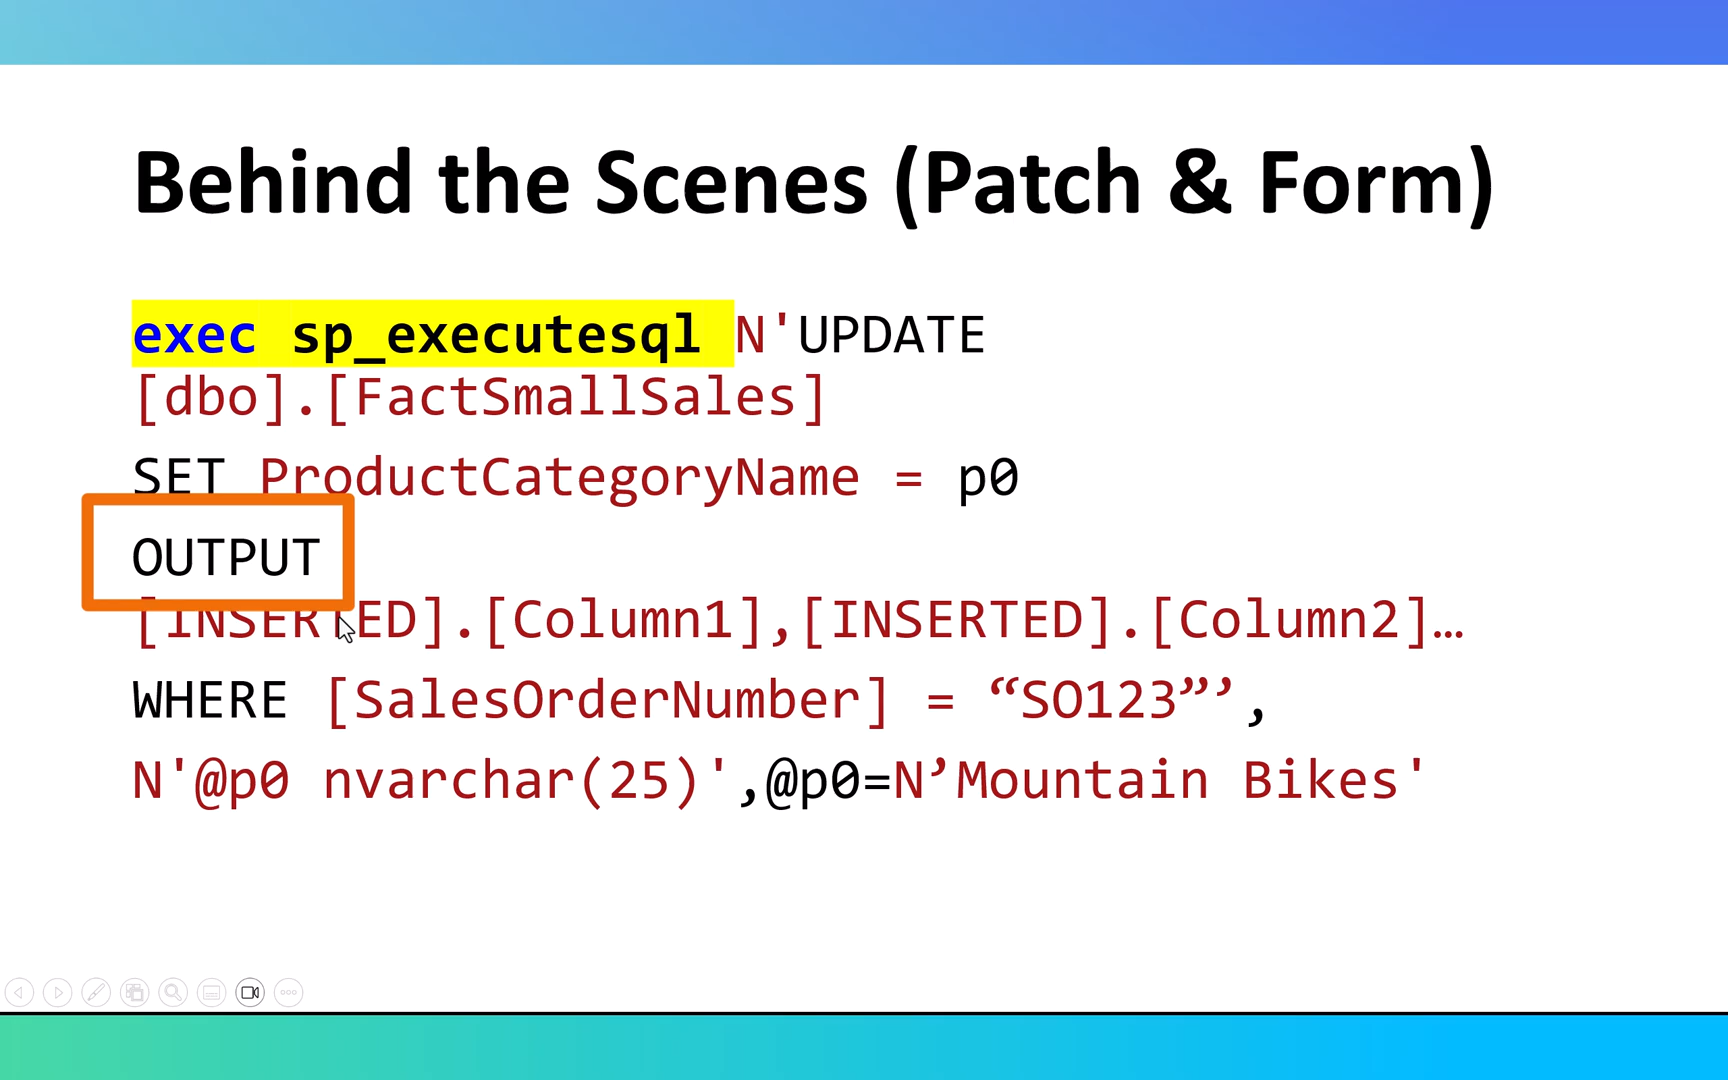 Behind the Scenes (Patch & Form)
exec sp_executesql N'UPDATE
[dbo].[FactSmallSales]
SET ProductCategoryName = p0
OUTPUT
[INSERTED].[Column1],[INSERTED].[Column2]…
WHERE [SalesOrderNumber] = “SO123”’,
N'@p0 nvarchar(25)',@p0=N’Mountain Bikes'